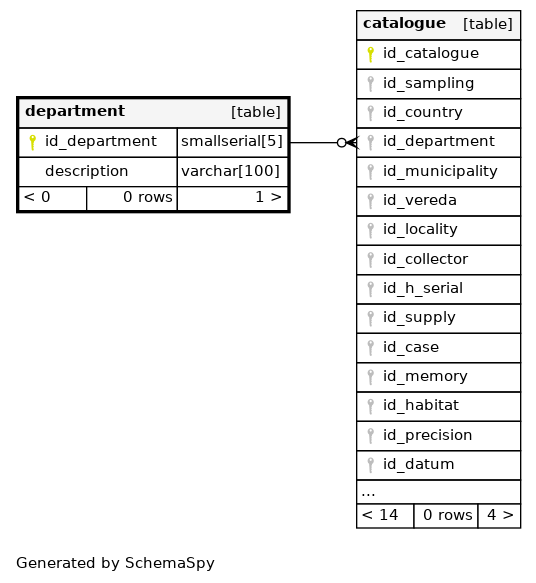 department [table]
id_department smallserial[5]
description varchar[100]
< 0 0 rows 1 >
catalogue [table]
id_catalogue
id_sampling
id_country
id_department
id_municipality
id_vereda
id_locality
id_collector
id_h_serial
id_supply
id_case
id_memory
id_habitat
id_precision
id_datum
...
< 14 0 rows 4 >
Generated by SchemaSpy